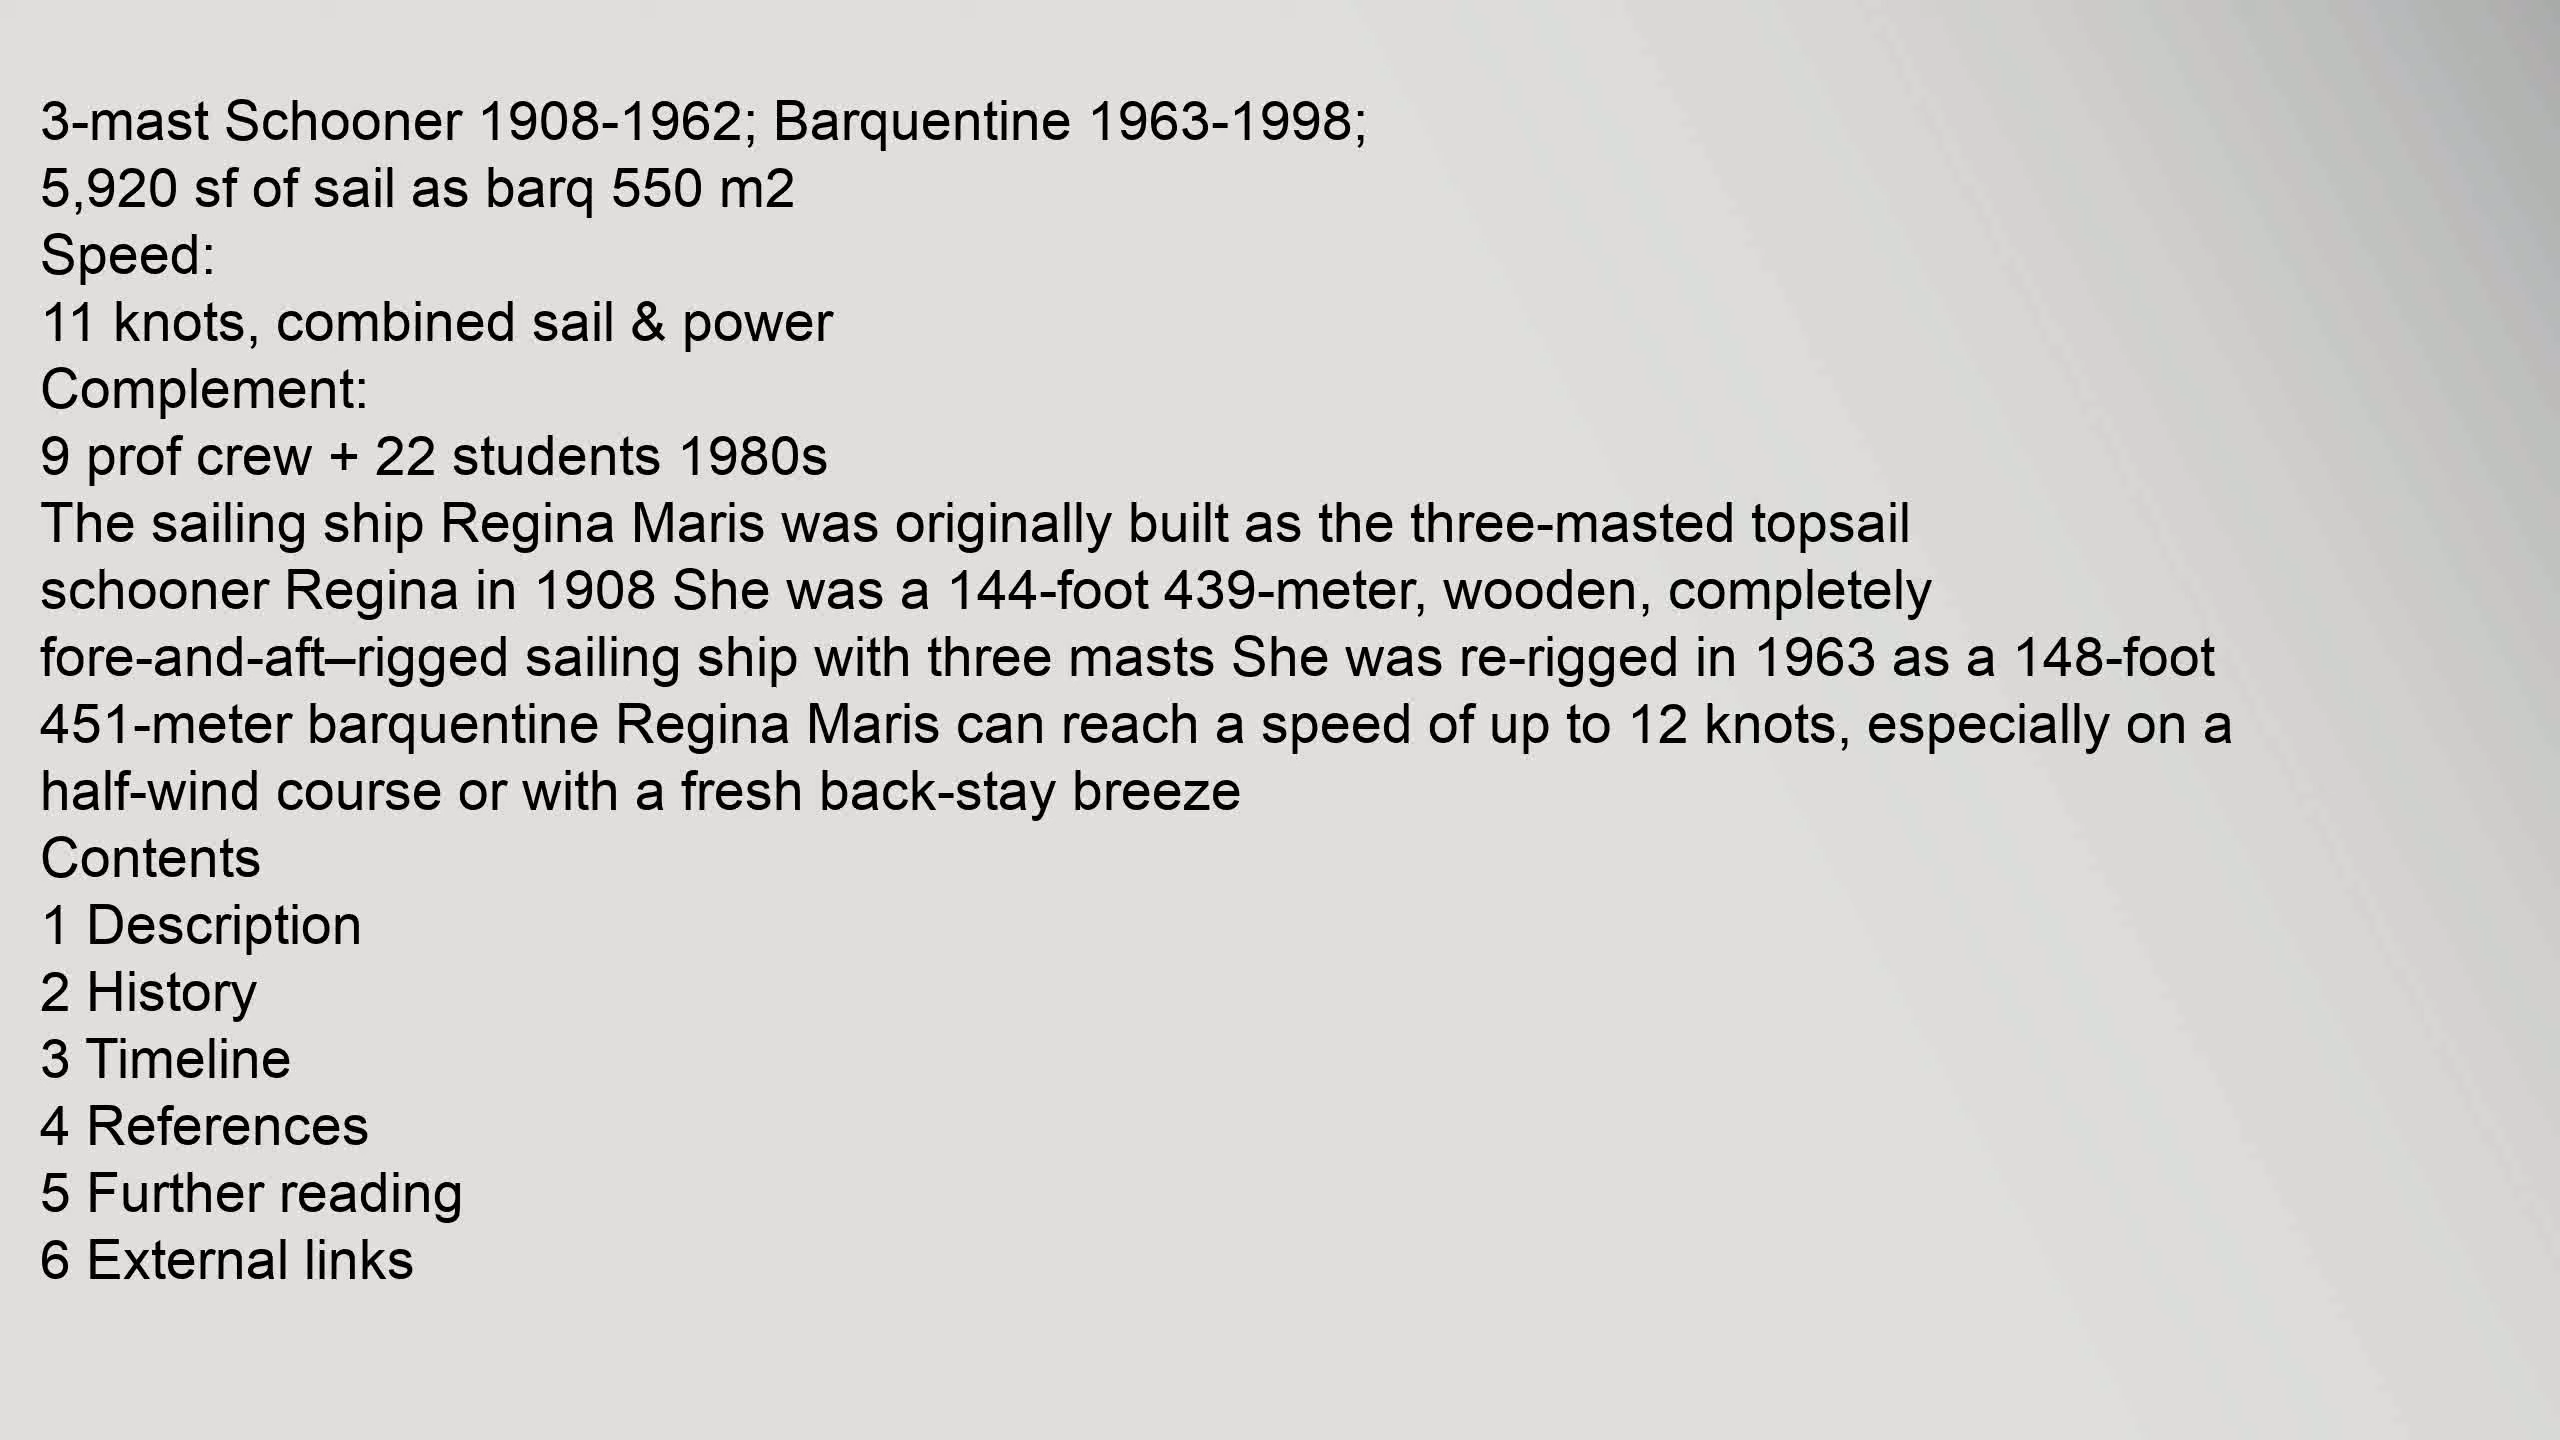 3-mast Schooner 1908-1962; Barquentine 1963-1998;
5,920 sf of sail as barq 550 m2
Speed:
11 knots, combined sail & power
Complement:
9 prof crew + 22 students 1980s
The sailing ship Regina Maris was originally built as the three-masted topsail
schooner Regina in 1908 She was a 144-foot 439-meter, wooden, completely
fore-and-aft–rigged sailing ship with three masts She was re-rigged in 1963 as a 148-foot
451-meter barquentine Regina Maris can reach a speed of up to 12 knots, especially on a
half-wind course or with a fresh back-stay breeze
Contents
1 Description
2 History
3 Timeline
4 References
5 Further reading
6 External links